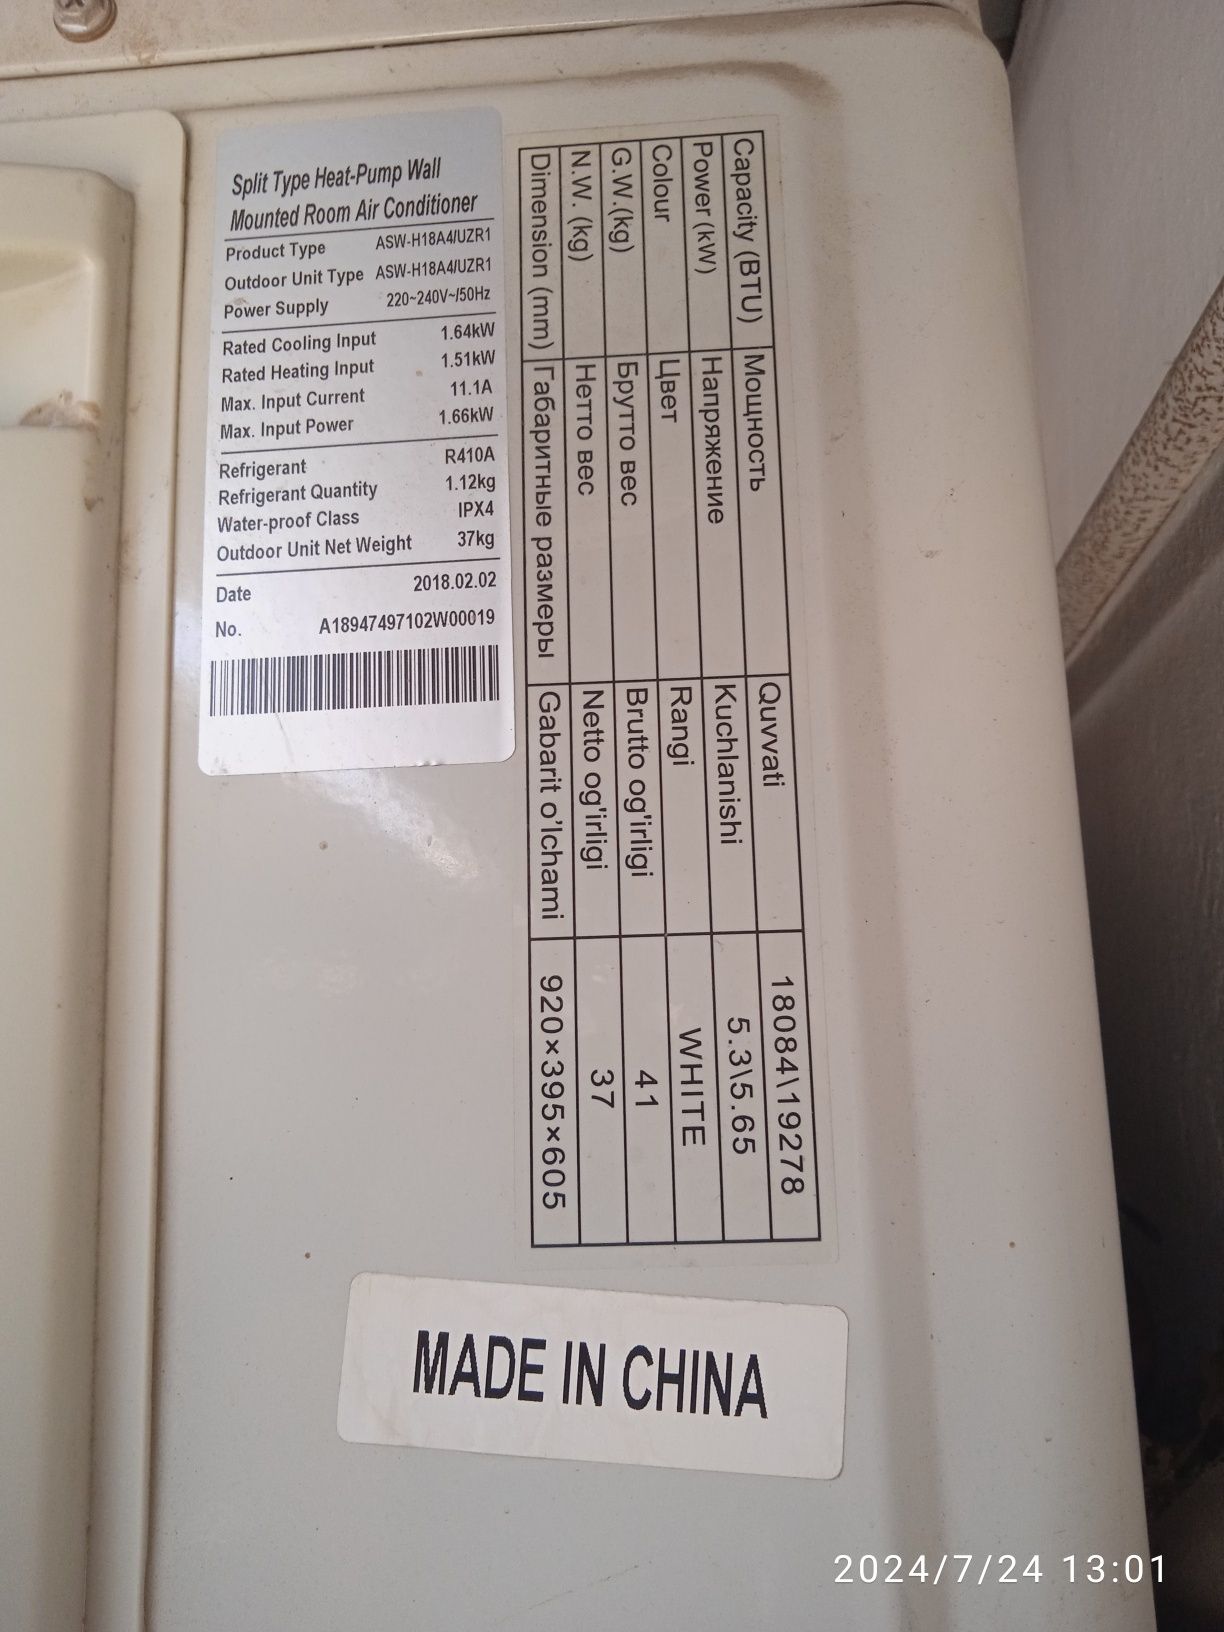 Split Type Heat-Pump Wall
Mounted Room Air Conditioner
Product Type ASW-H18A4/UZR1
Outdoor Unit Type ASW-H18A4/UZR1
Power Supply 220~240V~/50Hz
Rated Cooling Input 1.64kW
Rated Heating Input 1.51kW
Max. Input Current 11.1A
Max. Input Power 1.66kW
Refrigerant R410A
Refrigerant Quantity 1.12kg
Water-proof Class IPX4
Outdoor Unit Net Weight 37kg
Date 2018.02.02
No. A18947497102W00019
Capacity (BTU) Мощность Quvvati 18084\19278
Power (kW) Напряжение Kuchlanishi 5.3\5.65
Colour Цвет Rangi WHITE
G.W.(kg) Брутто вес Brutto og'irligi 41
N.W. (kg) Нетто вес Netto og'irligi 37
Dimension (mm) Габаритные размеры Gabarit o'lchami 920×395×605
MADE IN CHINA
2024/7/24 13:01